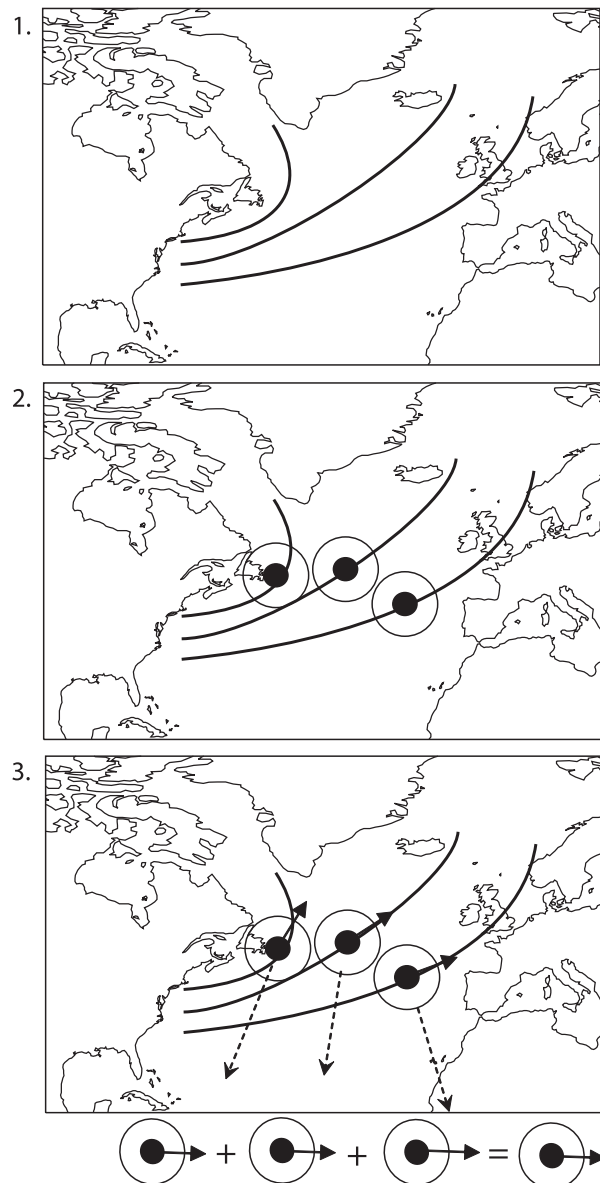 1.
2.
3.
+ + =